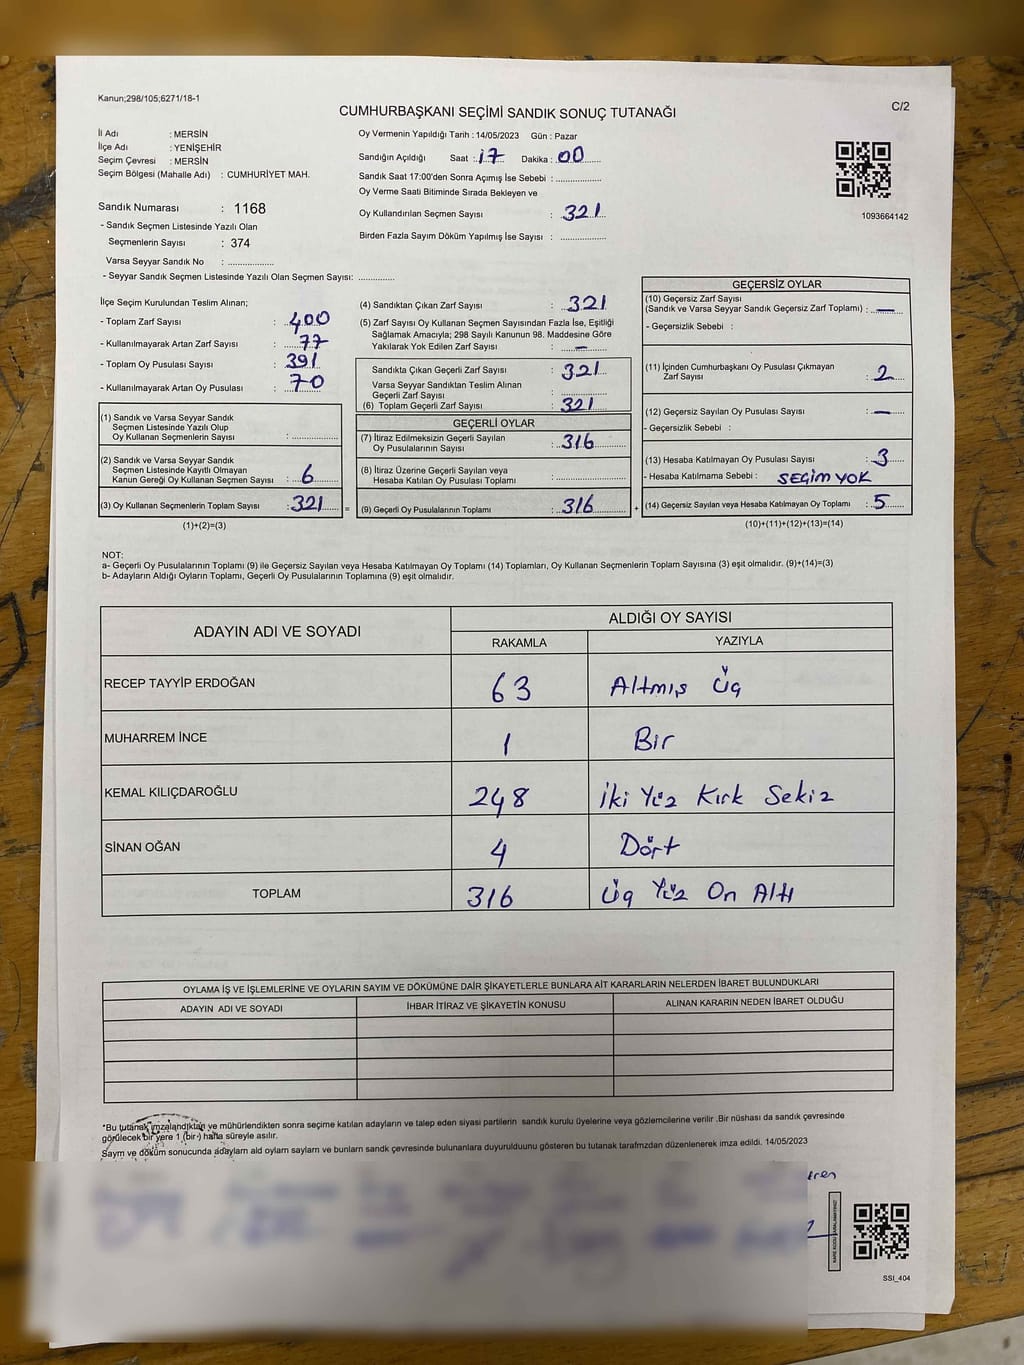 Kanun;298/105;6271/18-1
C/2
CUMHURBAŞKANI SEÇİMİ SANDIK SONUÇ TUTANAĞI
İl Adı : MERSİN
İlçe Adı : YENİŞEHİR
Seçim Çevresi : MERSİN
Seçim Bölgesi (Mahalle Adı) : CUMHURİYET MAH.
Sandık Numarası : 1168
- Sandık Seçmen Listesinde Yazılı Olan
Seçmenlerin Sayısı : 374
Varsa Seyyar Sandık No : ....................
- Seyyar Sandık Seçmen Listesinde Yazılı Olan Seçmen Sayısı: ...............
Oy Vermenin Yapıldığı Tarih : 14/05/2023 Gün : Pazar
Sandığın Açıldığı Saat : 17 Dakika : 00
Sandık Saat 17:00'den Sonra Açımış İse Sebebi : ...................
Oy Verme Saati Bitiminde Sırada Bekleyen ve
Oy Kullandırılan Seçmen Sayısı : 321
Birden Fazla Sayım Döküm Yapılmış İse Sayısı : ...................
1093664142
İlçe Seçim Kurulundan Teslim Alınan;
- Toplam Zarf Sayısı : 400
- Kullanılmayarak Artan Zarf Sayısı : 77
- Toplam Oy Pusulası Sayısı : 391
- Kullanılmayarak Artan Oy Pusulası : 70
(1) Sandık ve Varsa Seyyar Sandık
Seçmen Listesinde Yazılı Olup
Oy Kullanan Seçmenlerin Sayısı : ....................
(2) Sandık ve Varsa Seyyar Sandık
Seçmen Listesinde Kayıtlı Olmayan
Kanun Gereği Oy Kullanan Seçmen Sayısı : 6
(3) Oy Kullanan Seçmenlerin Toplam Sayısı : 321 =
(1)+(2)=(3)
(4) Sandıktan Çıkan Zarf Sayısı : 321
(5) Zarf Sayısı Oy Kullanan Seçmen Sayısından Fazla İse, Eşitliği
Sağlamak Amacıyla; 298 Sayılı Kanunun 98. Maddesine Göre
Yakılarak Yok Edilen Zarf Sayısı : –
Sandıkta Çıkan Geçerli Zarf Sayısı : 321
Varsa Seyyar Sandıktan Teslim Alınan
Geçerli Zarf Sayısı : ....................
(6) Toplam Geçerli Zarf Sayısı : 321
GEÇERLİ OYLAR
(7) İtiraz Edilmeksizin Geçerli Sayılan
Oy Pusulalarının Sayısı : 316
(8) İtiraz Üzerine Geçerli Sayılan veya
Hesaba Katılan Oy Pusulası Toplamı : ....................
(9) Geçerli Oy Pusulalarının Toplamı : 316 +
GEÇERSİZ OYLAR
(10) Geçersiz Zarf Sayısı
(Sandık ve Varsa Seyyar Sandık Geçersiz Zarf Toplamı) : –
- Geçersizlik Sebebi :
(11) İçinden Cumhurbaşkanı Oy Pusulası Çıkmayan
Zarf Sayısı : 2
(12) Geçersiz Sayılan Oy Pusulası Sayısı : –
- Geçersizlik Sebebi :
(13) Hesaba Katılmayan Oy Pusulası Sayısı : 3
- Hesaba Katılmama Sebebi : SEÇİM YOK
(14) Geçersiz Sayılan veya Hesaba Katılmayan Oy Toplamı : 5
(10)+(11)+(12)+(13)=(14)
NOT:
a- Geçerli Oy Pusulalarının Toplamı (9) ile Geçersiz Sayılan veya Hesaba Katılmayan Oy Toplamı (14) Toplamları, Oy Kullanan Seçmenlerin Toplam Sayısına (3) eşit olmalıdır. (9)+(14)=(3)
b- Adayların Aldığı Oyların Toplamı, Geçerli Oy Pusulalarının Toplamına (9) eşit olmalıdır.
ADAYIN ADI VE SOYADI ALDIĞI OY SAYISI
RAKAMLA YAZIYLA
RECEP TAYYİP ERDOĞAN 63 Altmış Üç
MUHARREM İNCE 1 Bir
KEMAL KILIÇDAROĞLU 248 İki Yüz Kırk Sekiz
SİNAN OĞAN 4 Dört
TOPLAM 316 Üç Yüz On Altı
OYLAMA İŞ VE İŞLEMLERİNE VE OYLARIN SAYIM VE DÖKÜMÜNE DAİR ŞİKAYETLERLE BUNLARA AİT KARARLARIN NELERDEN İBARET BULUNDUKLARI
ADAYIN ADI VE SOYADI İHBAR İTİRAZ VE ŞİKAYETİN KONUSU ALINAN KARARIN NEDEN İBARET OLDUĞU
*Bu tutanak imzalandıktan ve mühürlendikten sonra seçime katılan adayların ve talep eden siyasi partilerin sandık kurulu üyelerine veya gözlemcilerine verilir .Bir nüshası da sandık çevresinde
görülecek bir yere 1 (bir) hafta süreyle asılır.
Sayım ve döküm sonucunda adayların ald oyların sayların ve bunların sandk çevresinde bulunanlara duyurulduunu gösteren bu tutanak tarafmzdan düzenlenerek imza edildi. 14/05/2023
SSI_404